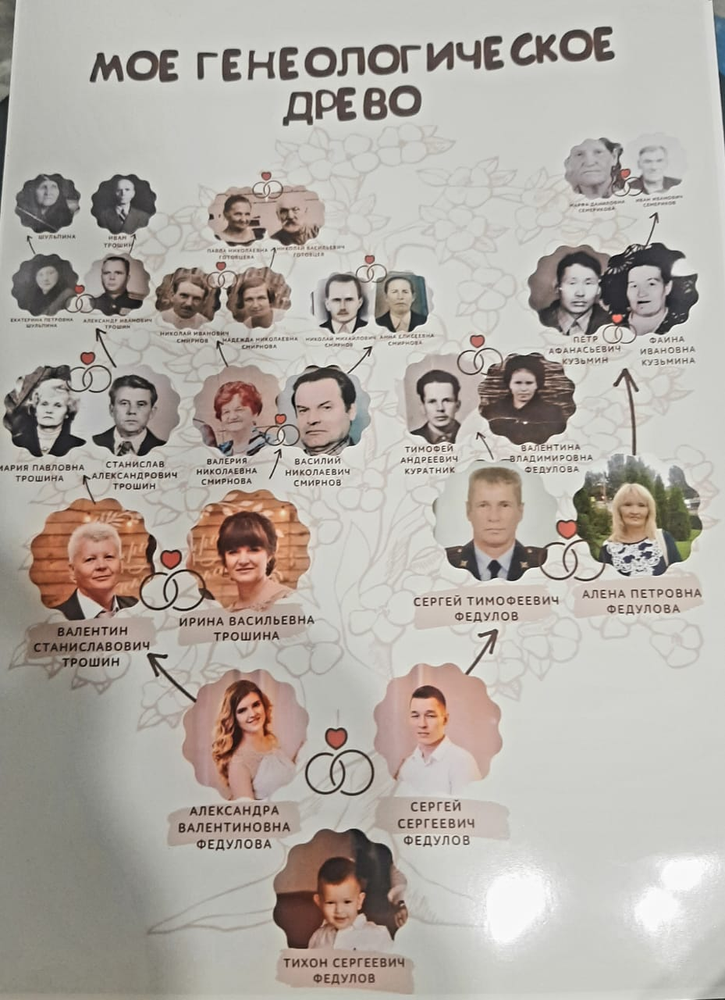 МОЕ ГЕНЕОЛОГИЧЕСКОЕ
ДРЕВО
МАРФА ДАНИЛОВНА
СЕМЕРИКОВА
ИВАН ИВАНОВИЧ
СЕМЕРИКОВ
ШУЛЬПИНА
ИВАН
ТРОШИН
ПАВЛА НИКОЛАЕВНА
ГОТОВЦЕВА
НИКОЛАЙ ВАСИЛЬЕВИЧ
ГОТОВЦЕВ
ЕКАТЕРИНА ПЕТРОВНА
ШУЛЬПИНА
АЛЕКСАНДР ИВАНОВИЧ
ТРОШИН
НИКОЛАЙ ИВАНОВИЧ
СМИРНОВ
НАДЕЖДА НИКОЛАЕВНА
СМИРНОВА
НИКОЛАЙ МИХАЙЛОВИЧ
СМИРНОВ
АННА ЕЛИСЕЕВНА
СМИРНОВА
ПЕТР
АФАНАСЬЕВИЧ
КУЗЬМИН
ФАИНА
ИВАНОВНА
КУЗЬМИНА
МАРИЯ ПАВЛОВНА
ТРОШИНА
СТАНИСЛАВ
АЛЕКСАНДРОВИЧ
ТРОШИН
ВАЛЕРИЯ
НИКОЛАЕВНА
СМИРНОВА
ВАСИЛИЙ
НИКОЛАЕВИЧ
СМИРНОВ
ТИМОФЕЙ
АНДРЕЕВИЧ
КУРАТНИК
ВАЛЕНТИНА
ВЛАДИМИРОВНА
ФЕДУЛОВА
ВАЛЕНТИН
СТАНИСЛАВОВИЧ
ТРОШИН
ИРИНА ВАСИЛЬЕВНА
ТРОШИНА
СЕРГЕЙ ТИМОФЕЕВИЧ
ФЕДУЛОВ
АЛЕНА ПЕТРОВНА
ФЕДУЛОВА
АЛЕКСАНДРА
ВАЛЕНТИНОВНА
ФЕДУЛОВА
СЕРГЕЙ
СЕРГЕЕВИЧ
ФЕДУЛОВ
ТИХОН СЕРГЕЕВИЧ
ФЕДУЛОВ